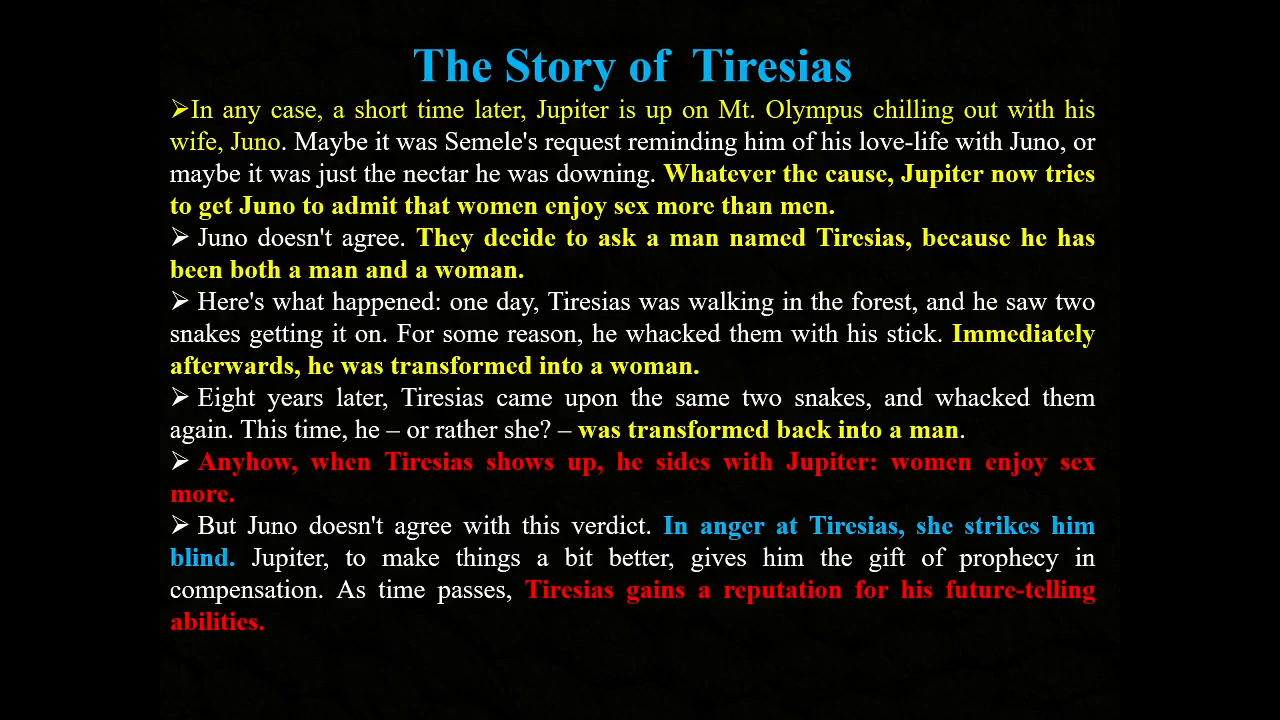 The Story of Tiresias
➢In any case, a short time later, Jupiter is up on Mt. Olympus chilling out with his
wife, Juno. Maybe it was Semele's request reminding him of his love-life with Juno, or
maybe it was just the nectar he was downing. Whatever the cause, Jupiter now tries
to get Juno to admit that women enjoy sex more than men.
➢ Juno doesn't agree. They decide to ask a man named Tiresias, because he has
been both a man and a woman.
➢ Here's what happened: one day, Tiresias was walking in the forest, and he saw two
snakes getting it on. For some reason, he whacked them with his stick. Immediately
afterwards, he was transformed into a woman.
➢ Eight years later, Tiresias came upon the same two snakes, and whacked them
again. This time, he – or rather she? – was transformed back into a man.
➢ Anyhow, when Tiresias shows up, he sides with Jupiter: women enjoy sex
more.
➢ But Juno doesn't agree with this verdict. In anger at Tiresias, she strikes him
blind. Jupiter, to make things a bit better, gives him the gift of prophecy in
compensation. As time passes, Tiresias gains a reputation for his future-telling
abilities.